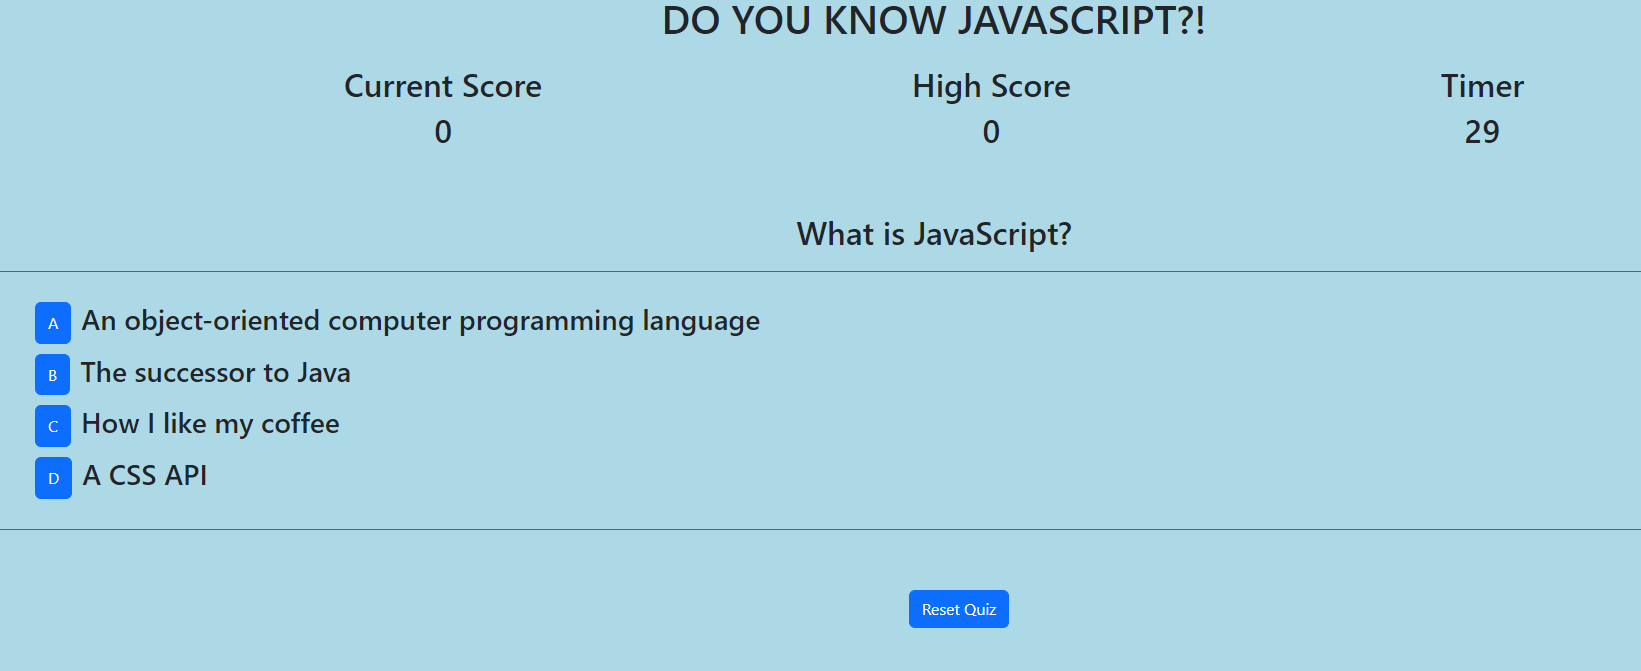 DO YOU KNOW JAVASCRIPT?!
Current Score High Score Timer
0 0 29
What is JavaScript?
A An object-oriented computer programming language
B The successor to Java
C How I like my coffee
D A CSS API
Reset Quiz